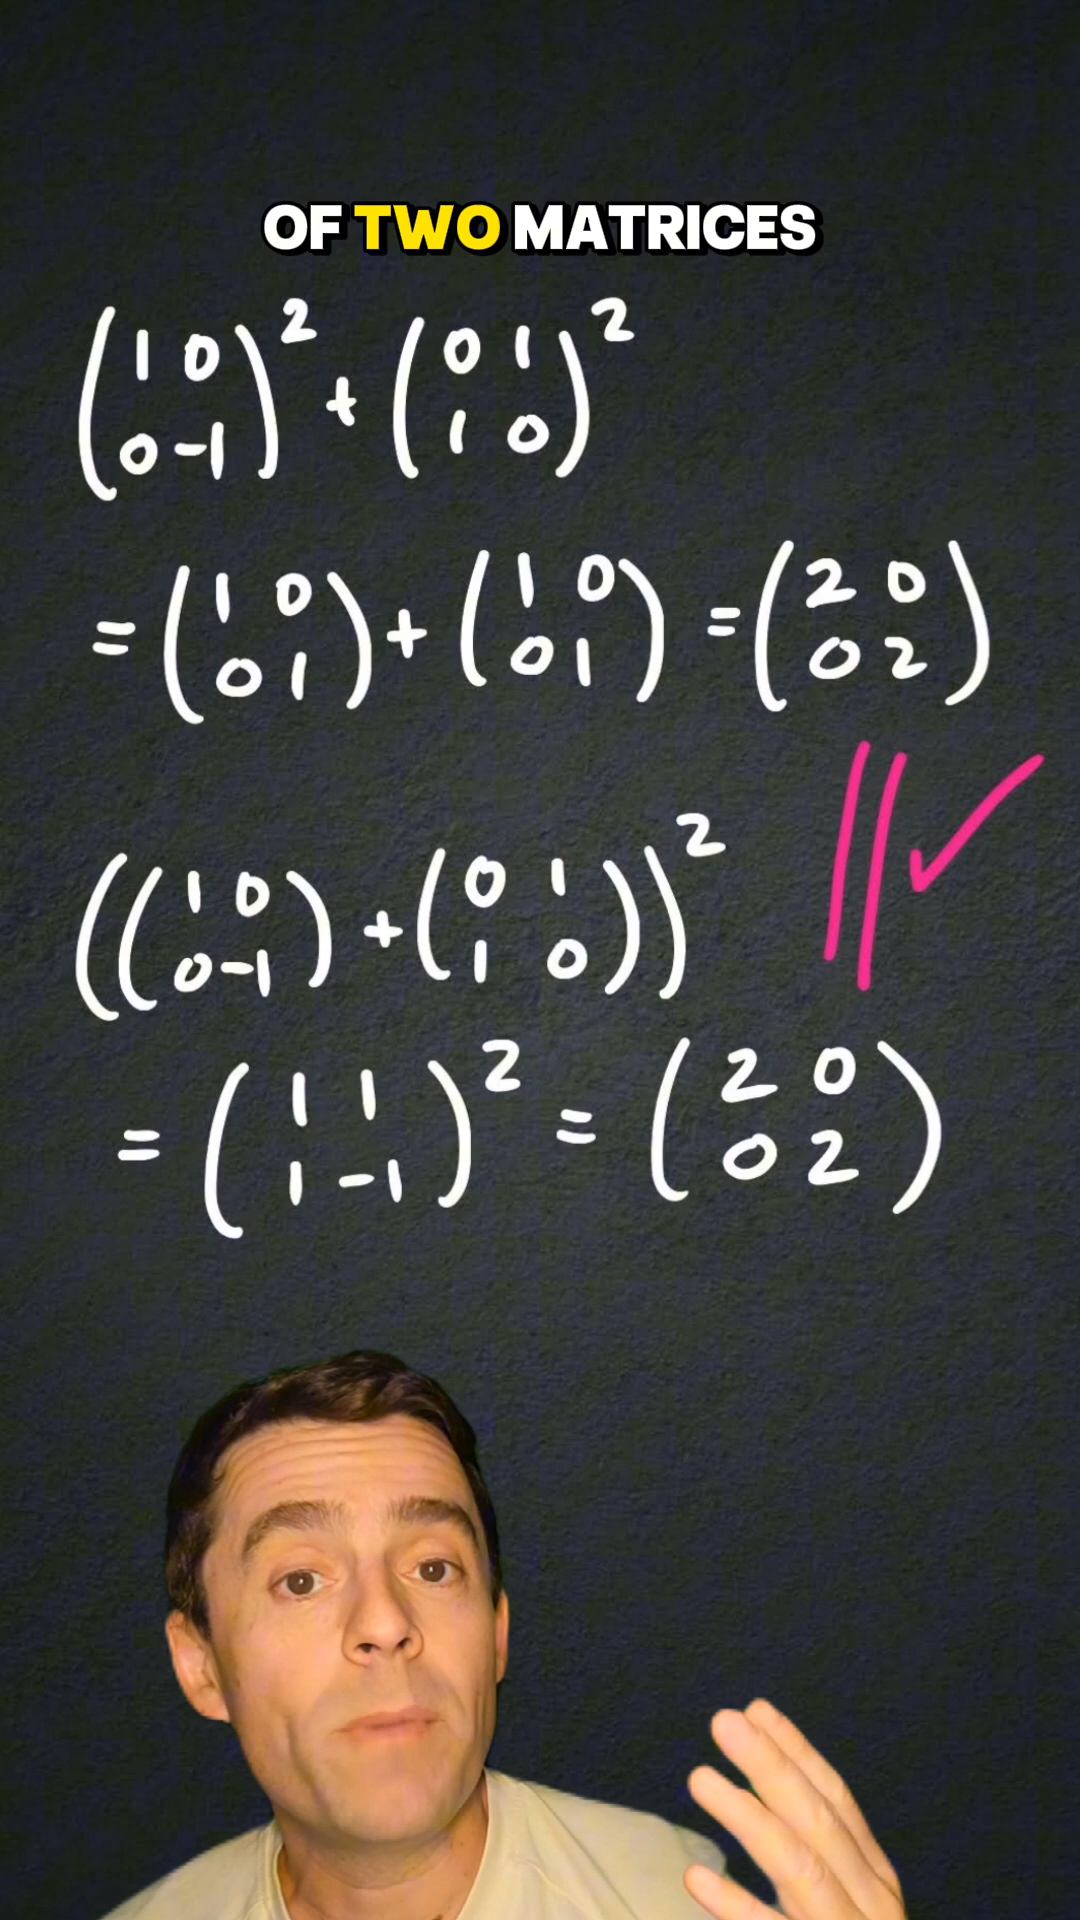 OF TWO MATRICES
(1 0
0 -1)² + (0 1
1 0)²
= (1 0
0 1) + (1 0
0 1) = (2 0
0 2)
((1 0
0 -1) + (0 1
1 0))²
= (1 1
1 -1)² = (2 0
0 2)